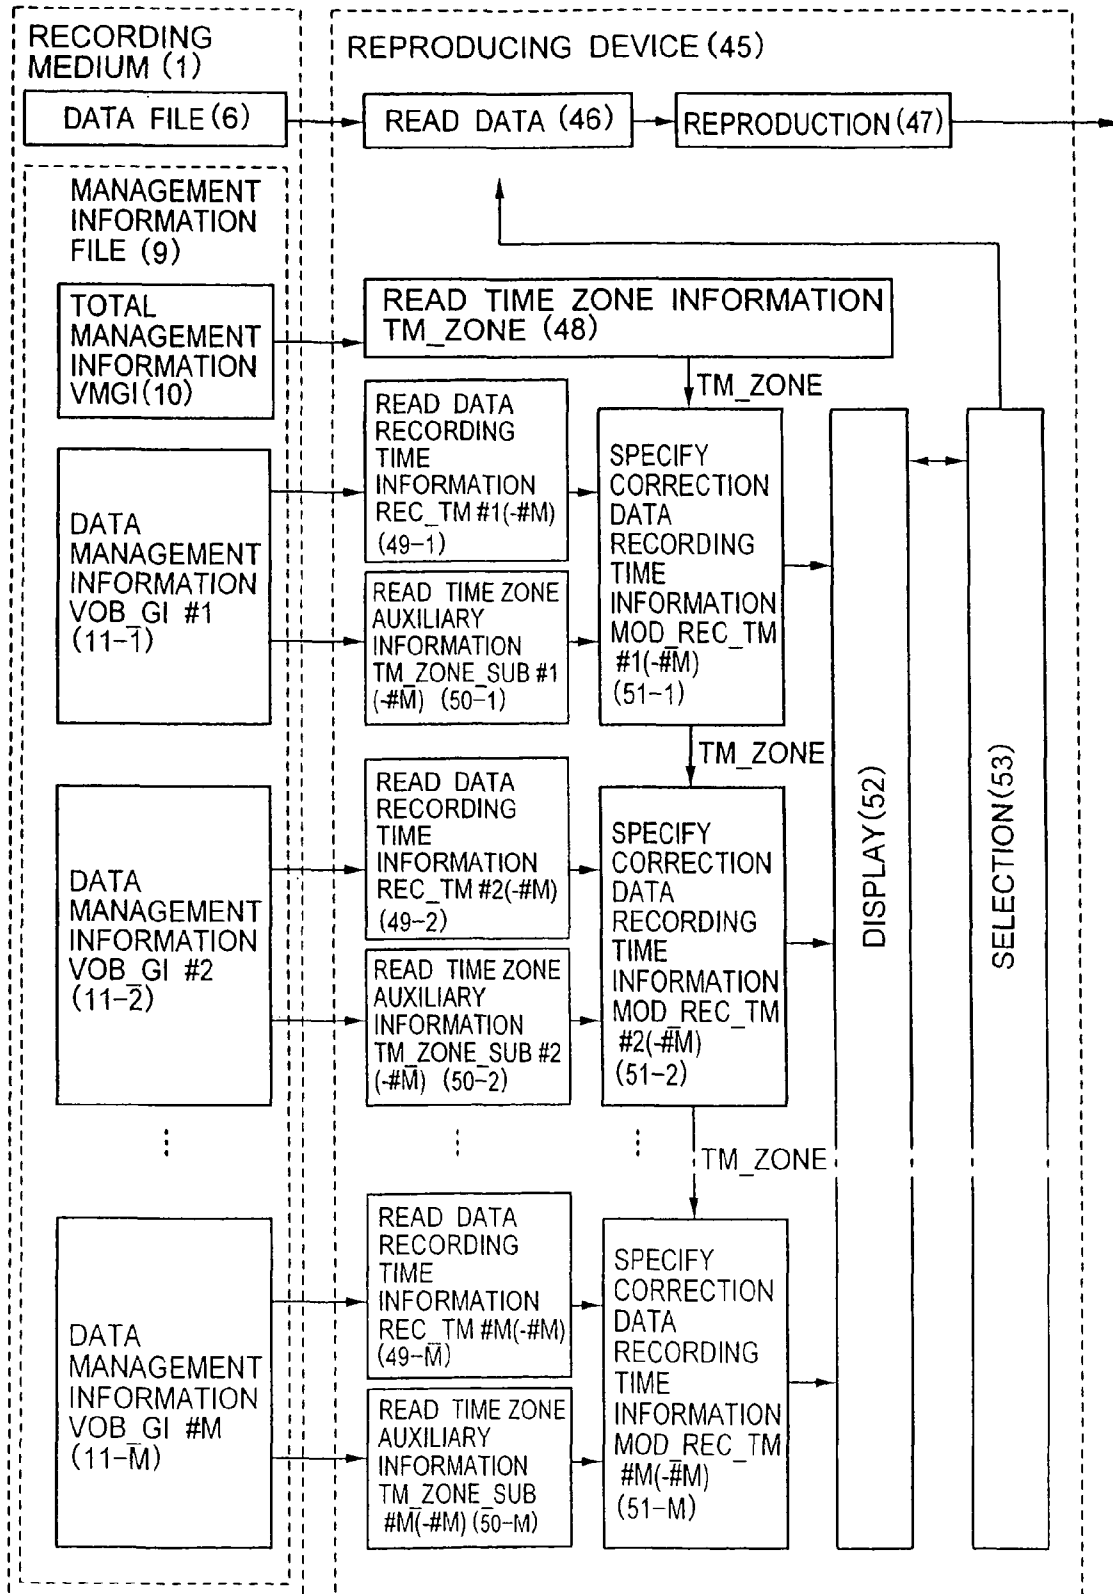 RECORDING
MEDIUM (1)
REPRODUCING DEVICE (45)
DATA FILE (6)
READ DATA (46)
REPRODUCTION (47)
MANAGEMENT
INFORMATION
FILE (9)
TOTAL
MANAGEMENT
INFORMATION
VMGI (10)
READ TIME ZONE INFORMATION
TM_ZONE (48)
TM_ZONE
DATA
MANAGEMENT
INFORMATION
VOB_GI #1
(11-1)
READ DATA
RECORDING
TIME
INFORMATION
REC_TM #1(-#M)
(49-1)
READ TIME ZONE
AUXILIARY
INFORMATION
TM_ZONE_SUB #1
(-#M) (50-1)
SPECIFY
CORRECTION
DATA
RECORDING
TIME
INFORMATION
MOD_REC_TM
#1(-#M)
(51-1)
TM_ZONE
DATA
MANAGEMENT
INFORMATION
VOB_GI #2
(11-2)
READ DATA
RECORDING
TIME
INFORMATION
REC_TM #2(-#M)
(49-2)
READ TIME ZONE
AUXILIARY
INFORMATION
TM_ZONE_SUB #2
(-#M) (50-2)
SPECIFY
CORRECTION
DATA
RECORDING
TIME
INFORMATION
MOD_REC_TM
#2(-#M)
(51-2)
TM_ZONE
DATA
MANAGEMENT
INFORMATION
VOB_GI #M
(11-M)
READ DATA
RECORDING
TIME
INFORMATION
REC_TM #M(-#M)
(49-M)
READ TIME ZONE
AUXILIARY
INFORMATION
TM_ZONE_SUB
#M(-#M) (50-M)
SPECIFY
CORRECTION
DATA
RECORDING
TIME
INFORMATION
MOD_REC_TM
#M(-#M)
(51-M)
DISPLAY (52)
SELECTION (53)